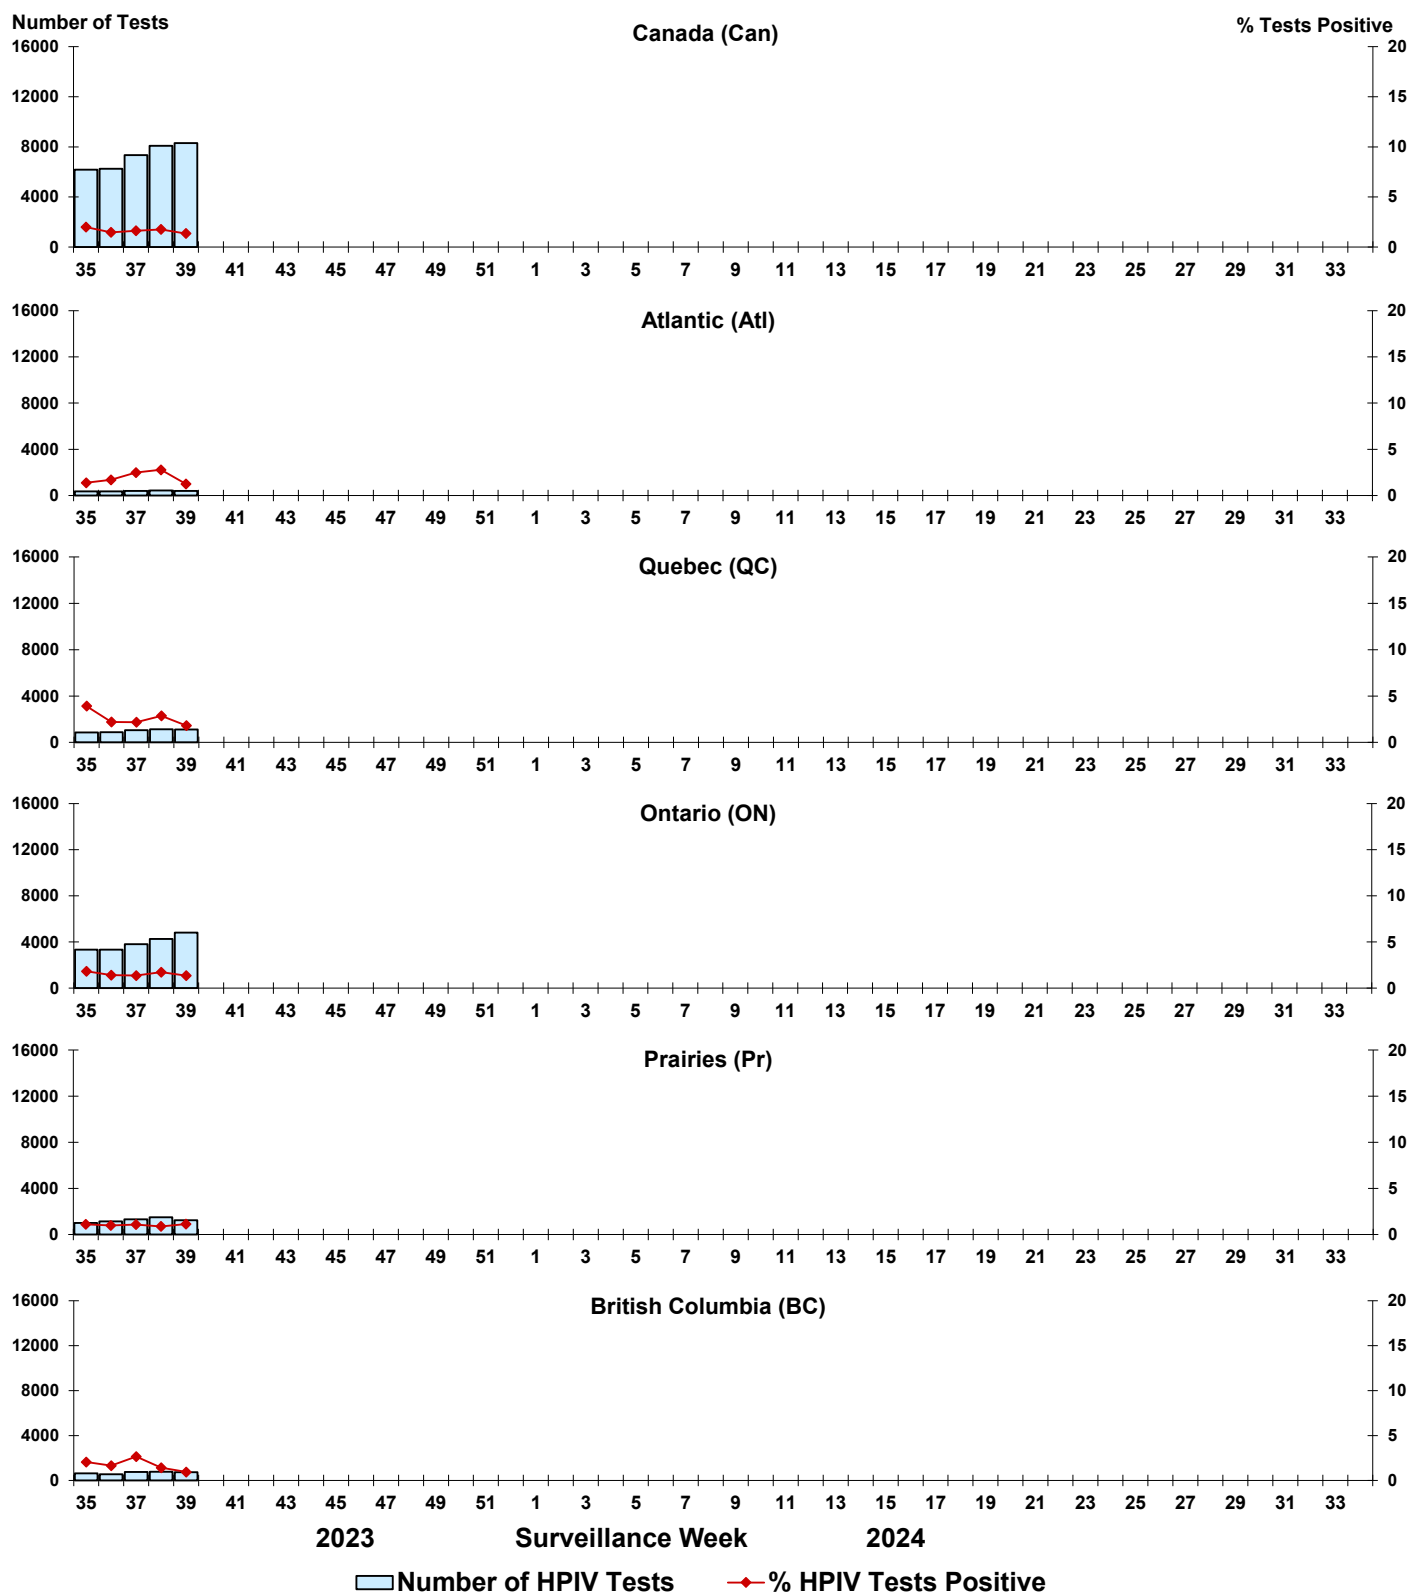 Number of Tests
Canada (Can)
% Tests Positive
16000 20
12000 15
8000 10
4000 5
0 0
35 37 39 41 43 45 47 49 51 1 3 5 7 9 11 13 15 17 19 21 23 25 27 29 31 33
16000 Atlantic (Atl) 20
12000 15
8000 10
4000 5
0 0
35 37 39 41 43 45 47 49 51 1 3 5 7 9 11 13 15 17 19 21 23 25 27 29 31 33
16000 Quebec (QC) 20
12000 15
8000 10
4000 5
0 0
35 37 39 41 43 45 47 49 51 1 3 5 7 9 11 13 15 17 19 21 23 25 27 29 31 33
16000 Ontario (ON) 20
12000 15
8000 10
4000 5
0 0
35 37 39 41 43 45 47 49 51 1 3 5 7 9 11 13 15 17 19 21 23 25 27 29 31 33
16000 Prairies (Pr) 20
12000 15
8000 10
4000 5
0 0
35 37 39 41 43 45 47 49 51 1 3 5 7 9 11 13 15 17 19 21 23 25 27 29 31 33
16000 British Columbia (BC) 20
12000 15
8000 10
4000 5
0 0
35 37 39 41 43 45 47 49 51 1 3 5 7 9 11 13 15 17 19 21 23 25 27 29 31 33
2023 Surveillance Week 2024
Number of HPIV Tests % HPIV Tests Positive